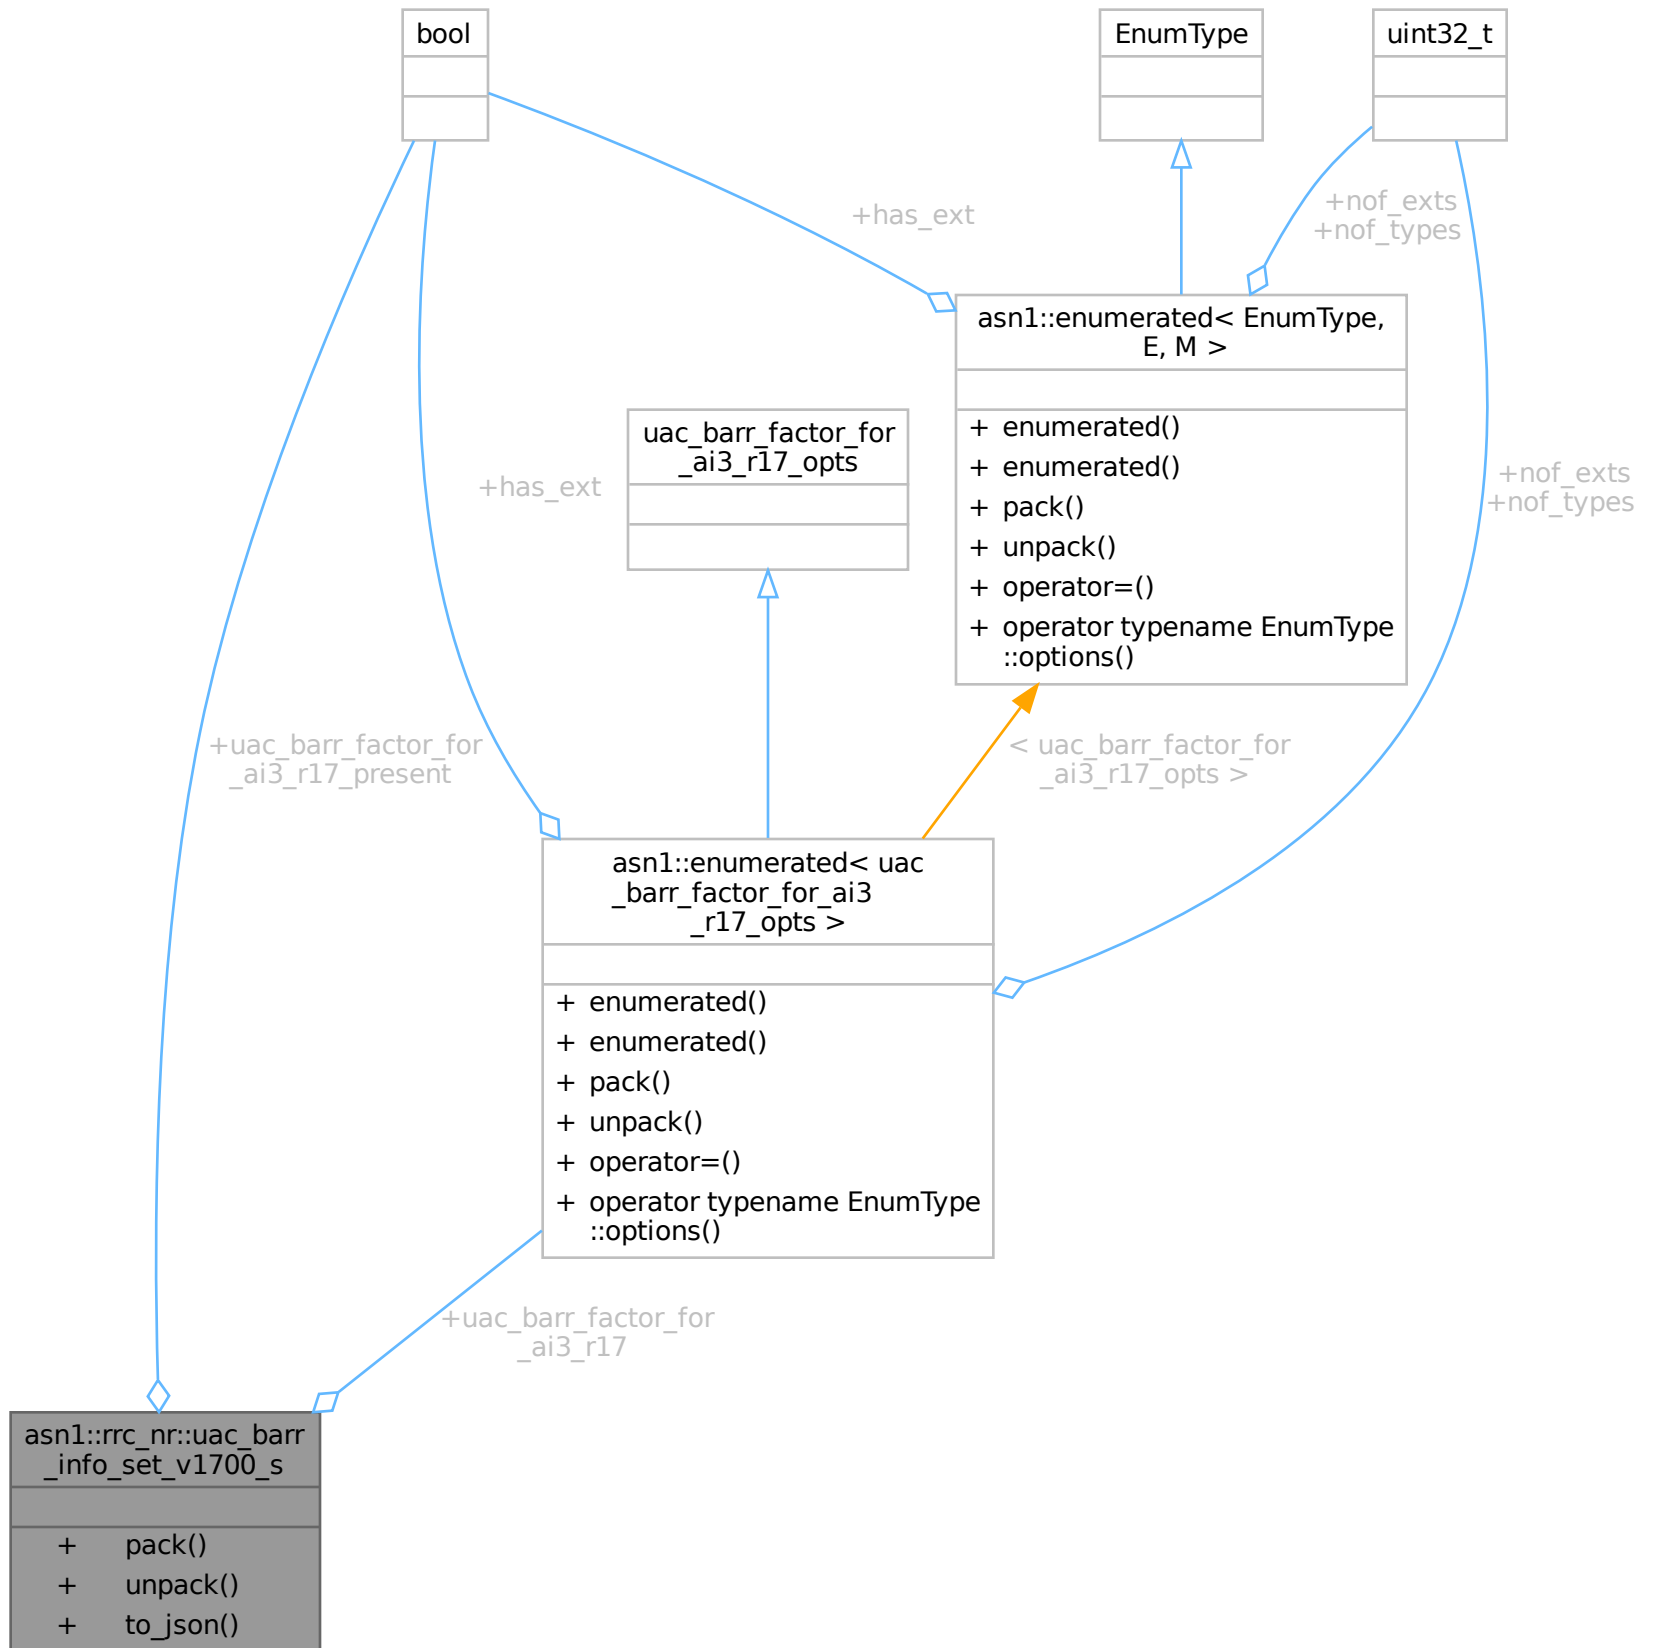 bool
EnumType
uint32_t
+has_ext
+nof_exts
+nof_types
asn1::enumerated< EnumType,
E, M >
+ enumerated()
+ enumerated()
+ pack()
+ unpack()
+ operator=()
+ operator typename EnumType
::options()
uac_barr_factor_for
_ai3_r17_opts
+has_ext
+nof_exts
+nof_types
+uac_barr_factor_for
_ai3_r17_present
< uac_barr_factor_for
_ai3_r17_opts >
asn1::enumerated< uac
_barr_factor_for_ai3
_r17_opts >
+ enumerated()
+ enumerated()
+ pack()
+ unpack()
+ operator=()
+ operator typename EnumType
::options()
+uac_barr_factor_for
_ai3_r17
asn1::rrc_nr::uac_barr
_info_set_v1700_s
+ pack()
+ unpack()
+ to_json()